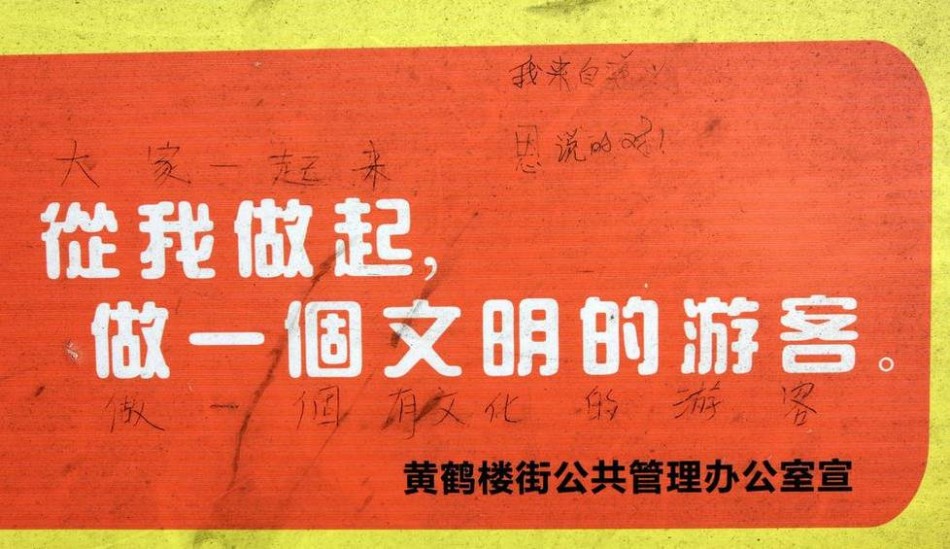 我来自
恩说的对!
大家一起来
從我做起,
做一個文明的游客。
做一個有文化的游客
黄鹤楼街公共管理办公室宣